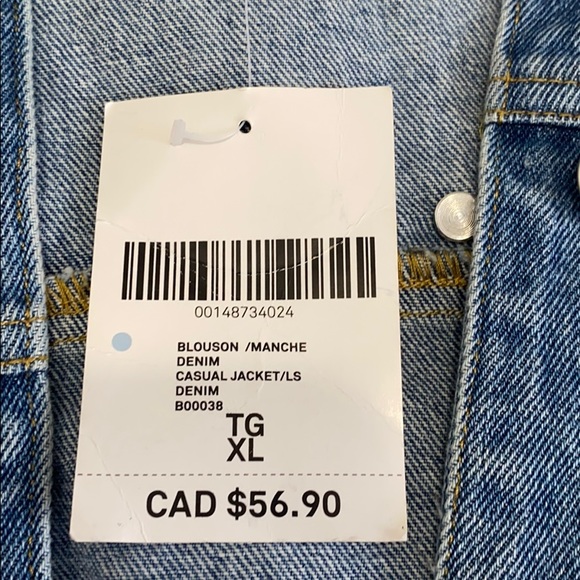 00148734024
BLOUSON /MANCHE
DENIM
CASUAL JACKET/LS
DENIM
B00038
TG
XL
CAD $56.90